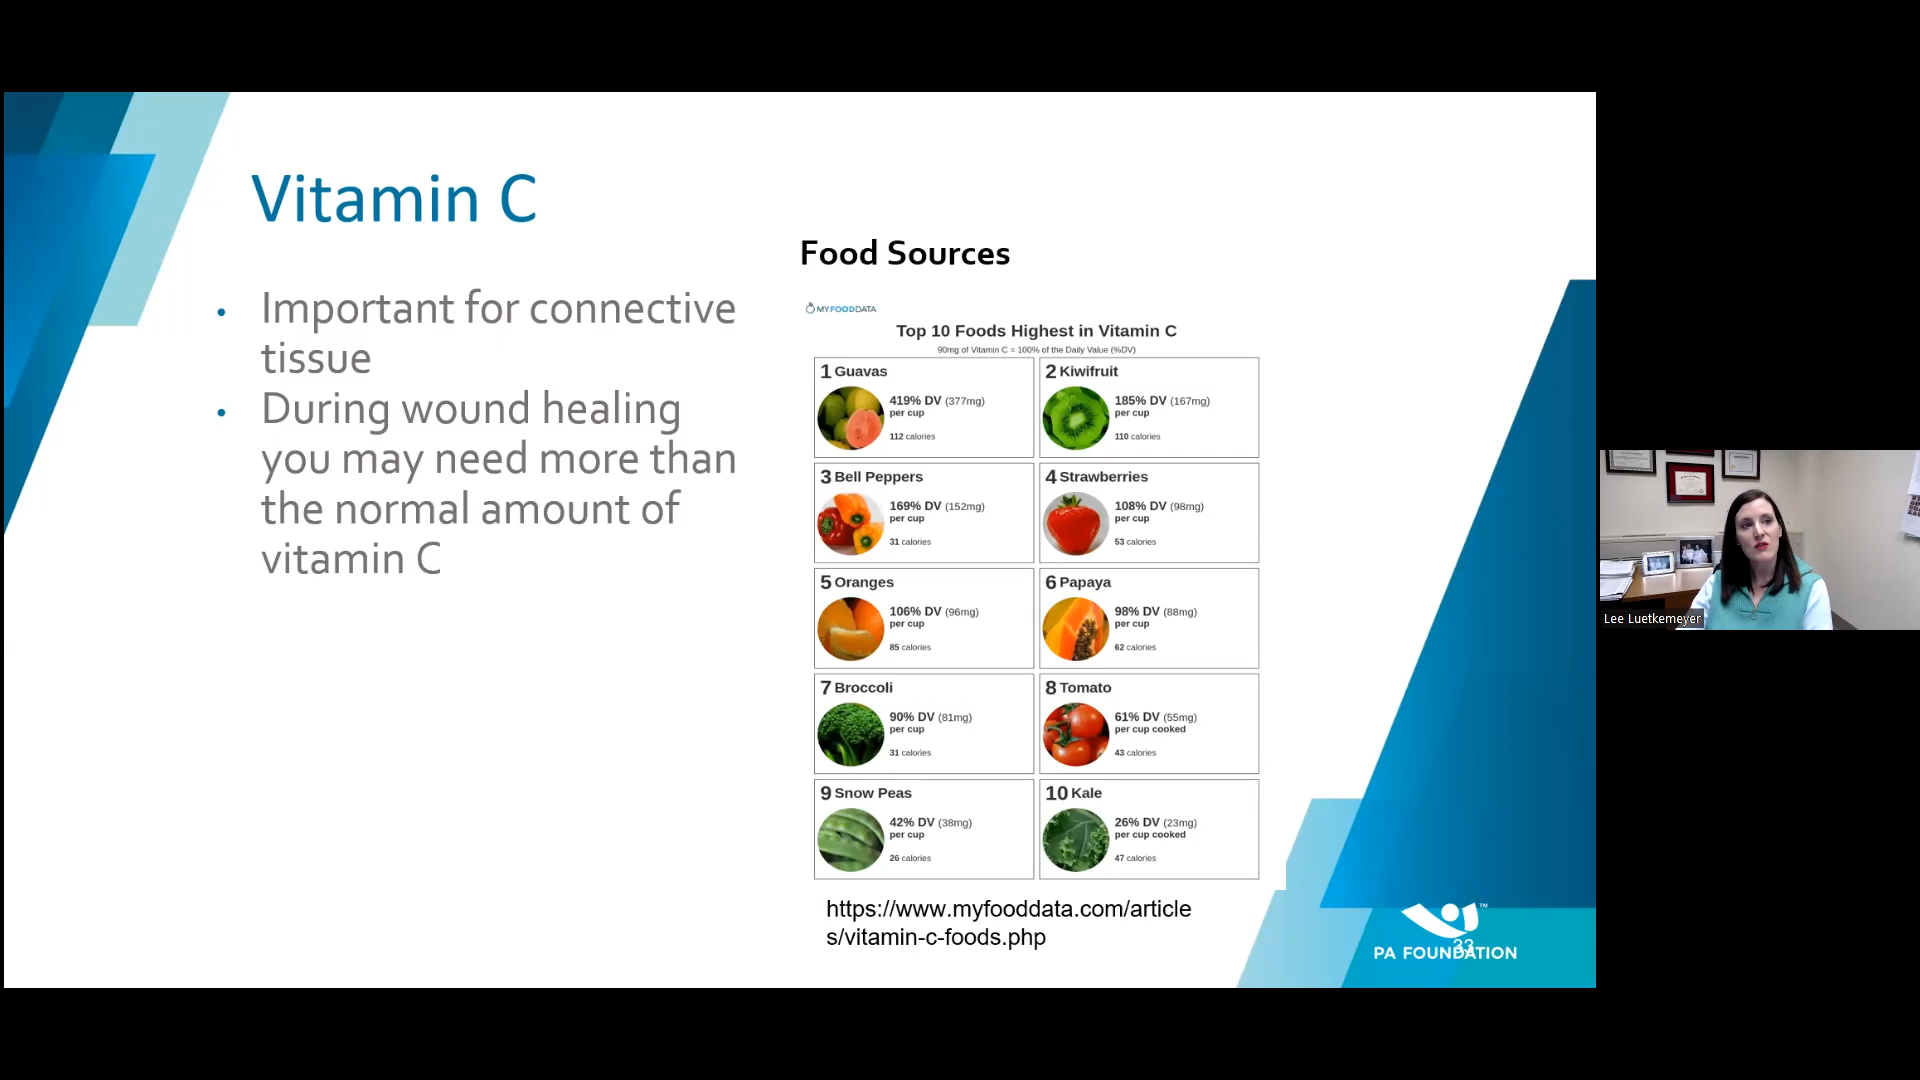 Vitamin C
• Important for connective
tissue
• During wound healing
you may need more than
the normal amount of
vitamin C
Food Sources
MYFOODDATA
Top 10 Foods Highest in Vitamin C
90mg of Vitamin C = 100% of the Daily Value (%DV)
1 Guavas
419% DV (377mg)
per cup
112 calories
2 Kiwifruit
185% DV (167mg)
per cup
110 calories
3 Bell Peppers
169% DV (152mg)
per cup
31 calories
4 Strawberries
108% DV (98mg)
per cup
53 calories
5 Oranges
106% DV (96mg)
per cup
85 calories
6 Papaya
98% DV (88mg)
per cup
62 calories
7 Broccoli
90% DV (81mg)
per cup
31 calories
8 Tomato
61% DV (55mg)
per cup cooked
43 calories
9 Snow Peas
42% DV (38mg)
per cup
26 calories
10 Kale
26% DV (23mg)
per cup cooked
47 calories
https://www.myfooddata.com/article
s/vitamin-c-foods.php
TM
33
PA FOUNDATION
Lee Luetkemeyer